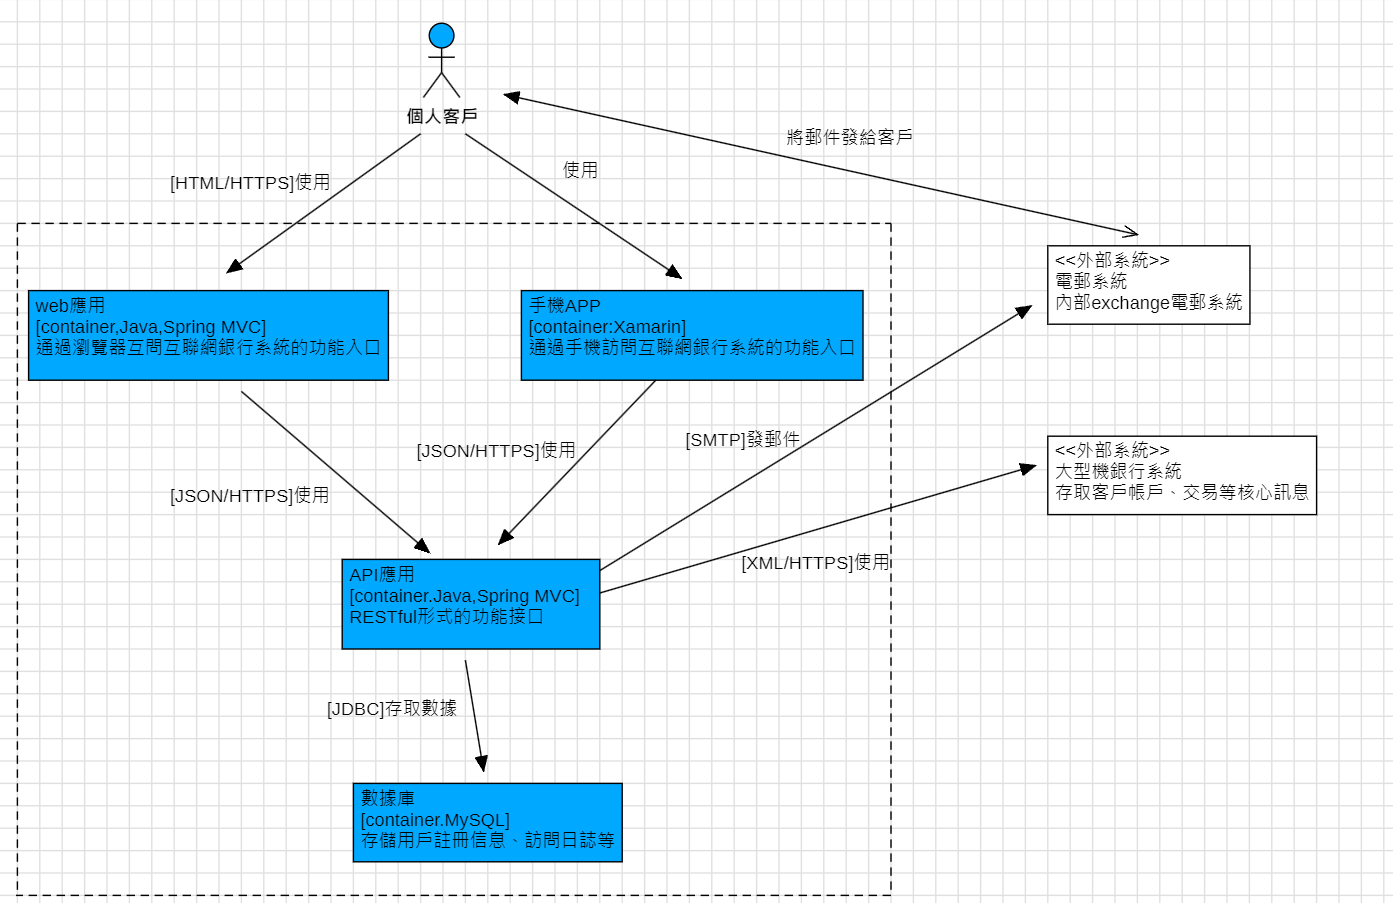 個人客戶
將郵件發給客戶
使用
[HTML/HTTPS]使用
<<外部系統>>
電郵系統
內部exchange電郵系統
web應用
[container,Java,Spring MVC]
通過瀏覽器互問互聯網銀行系統的功能入口
手機APP
[container:Xamarin]
通過手機訪問互聯網銀行系統的功能入口
[SMTP]發郵件
[JSON/HTTPS]使用
<<外部系統>>
大型機銀行系統
存取客戶帳戶、交易等核心訊息
[JSON/HTTPS]使用
[XML/HTTPS]使用
API應用
[container.Java,Spring MVC]
RESTful形式的功能接口
[JDBC]存取數據
數據庫
[container.MySQL]
存儲用戶註冊信息、訪問日誌等